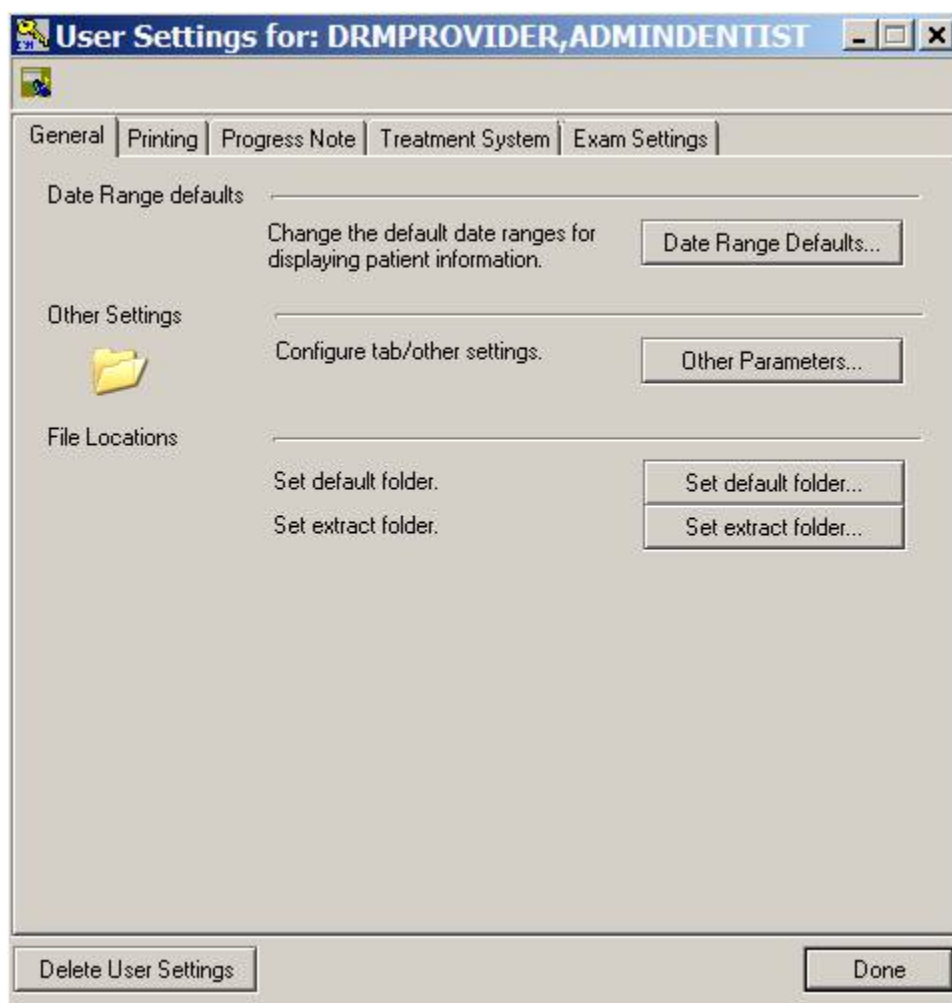 User Settings for: DRMPROVIDER,ADMINDENTIST
General Printing Progress Note Treatment System Exam Settings
Date Range defaults
Change the default date ranges for
displaying patient information.
Date Range Defaults...
Other Settings
Configure tab/other settings.
Other Parameters...
File Locations
Set default folder.
Set default folder...
Set extract folder.
Set extract folder...
Delete User Settings
Done